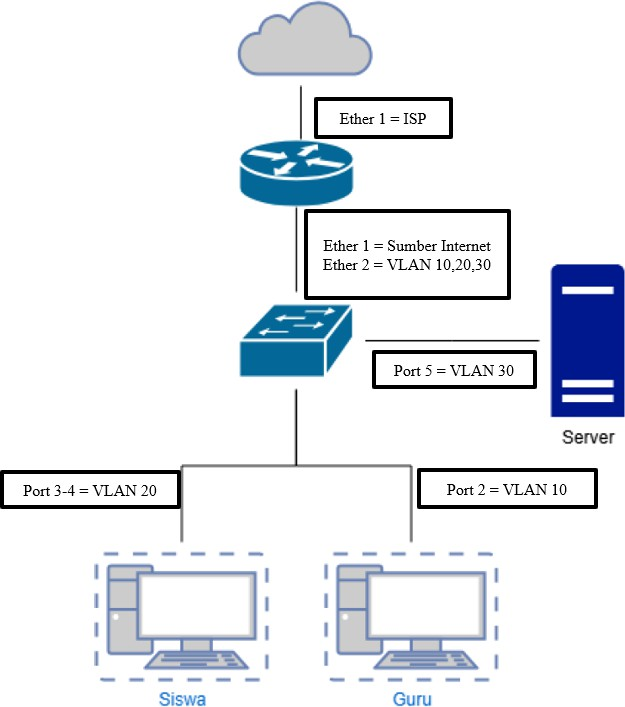 Ether 1 = ISP
Ether 1 = Sumber Internet
Ether 2 = VLAN 10,20,30
Port 5 = VLAN 30
Server
Port 3-4 = VLAN 20
Port 2 = VLAN 10
Siswa
Guru